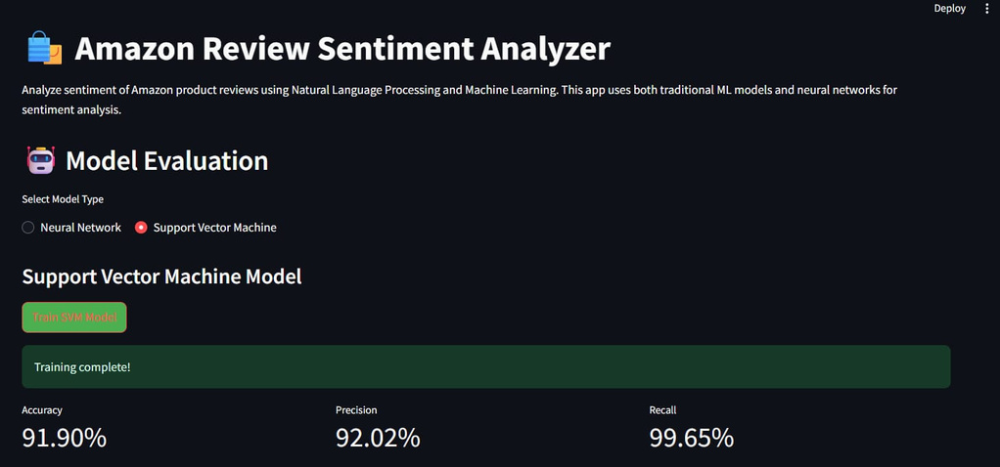 Deploy
Amazon Review Sentiment Analyzer
Analyze sentiment of Amazon product reviews using Natural Language Processing and Machine Learning. This app uses both traditional ML models and neural networks for
sentiment analysis.
Model Evaluation
Select Model Type
Neural Network Support Vector Machine
Support Vector Machine Model
Train SVM Model
Training complete!
Accuracy Precision Recall
91.90% 92.02% 99.65%